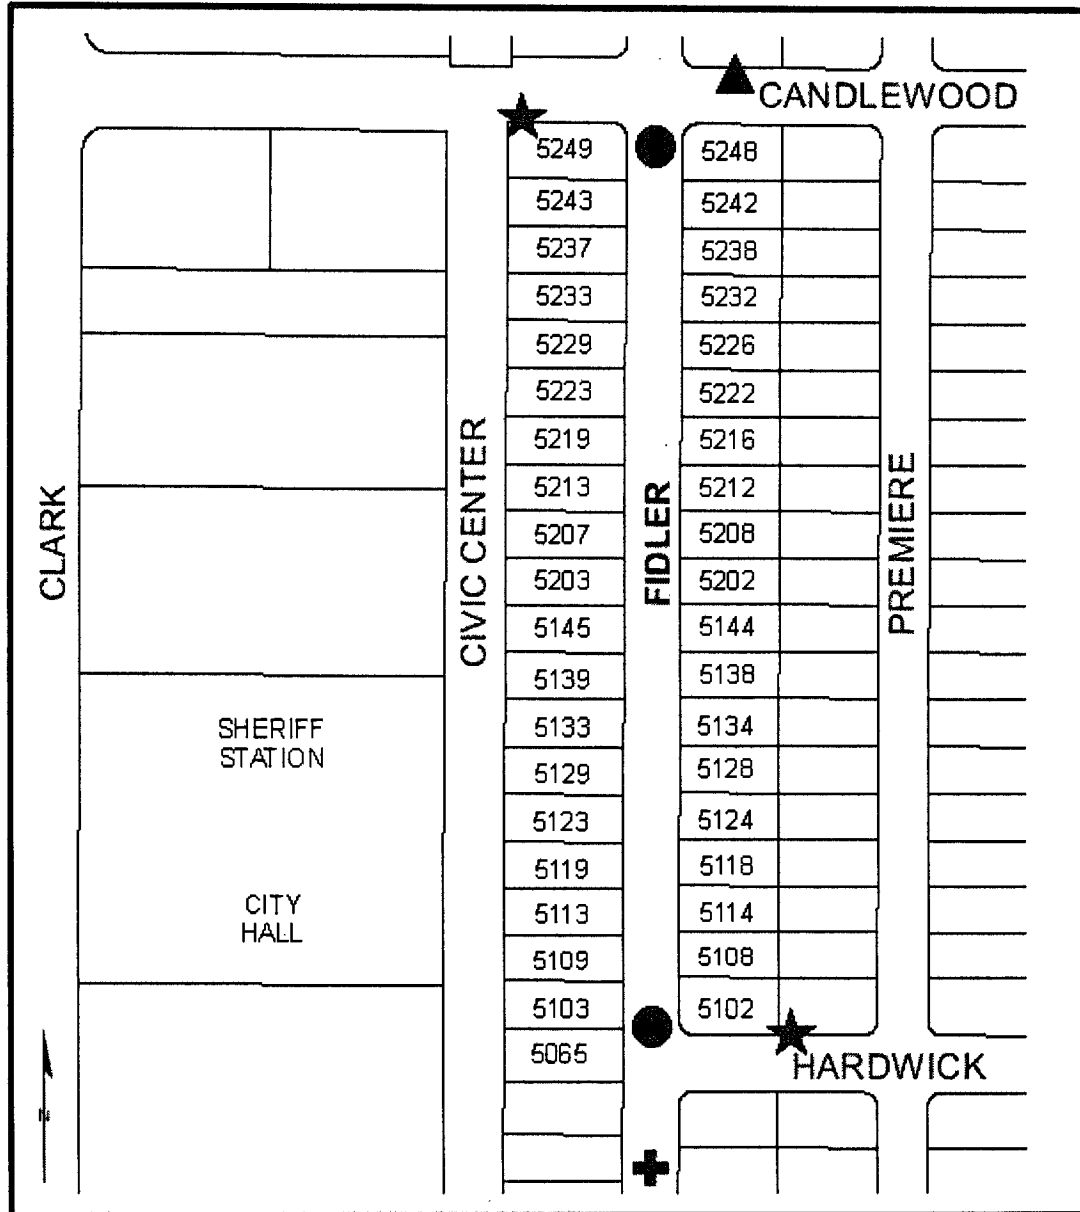 CANDLEWOOD
5249 5248
5243 5242
5237 5238
5233 5232
5229 5226
5223 5222
5219 5216
5213 5212
5207 5208
5203 5202
5145 5144
5139 5138
5133 5134
5129 5128
5123 5124
5119 5118
5113 5114
5109 5108
5103 5102
5065
CLARK
CIVIC CENTER
FIDLER
PREMIERE
SHERIFF
STATION
CITY
HALL
HARDWICK
N